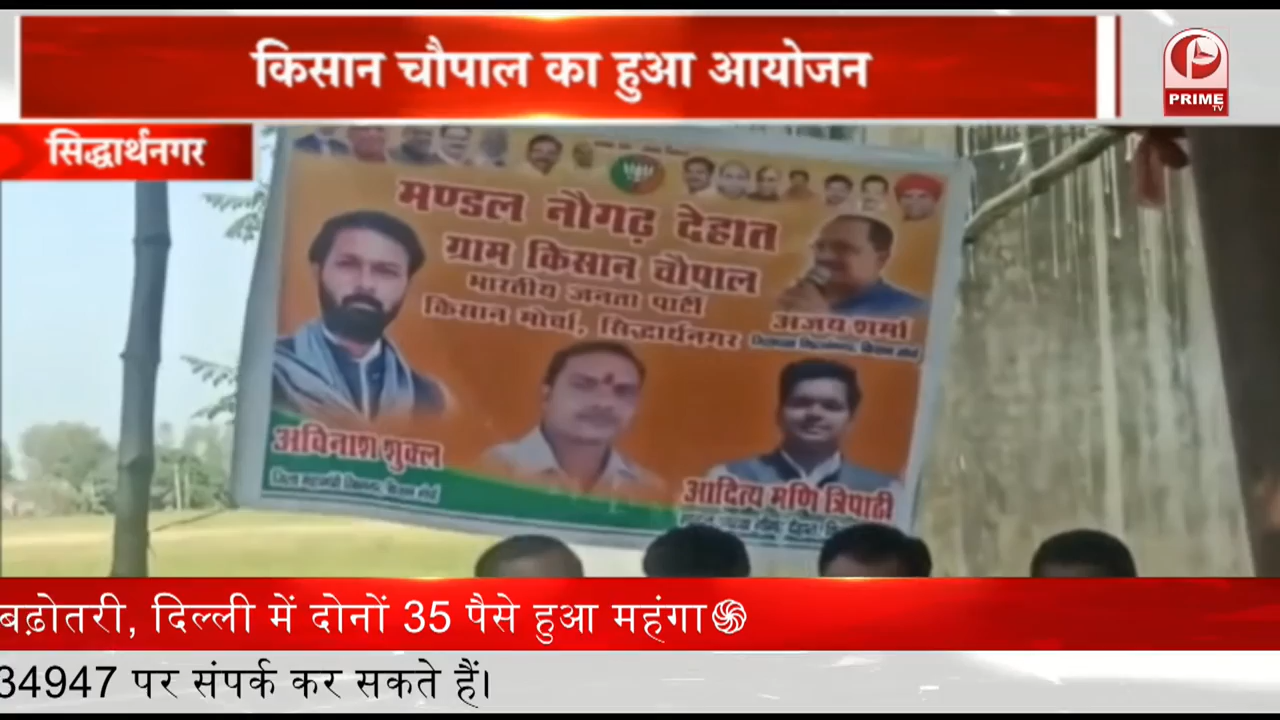 किसान चौपाल का हुआ आयोजन
PRIME
TV
सिद्धार्थनगर
मण्डल नौगढ़ देहात
ग्राम किसान चौपाल
भारतीय जनता पार्टी
किसान मोर्चा, सिद्धार्थनगर
अजय शर्मा
अविनाश शुक्ल
आदित्य मणि त्रिपाठी
बढ़ोतरी, दिल्ली में दोनों 35 पैसे हुआ महंगा
34947 पर संपर्क कर सकते हैं।